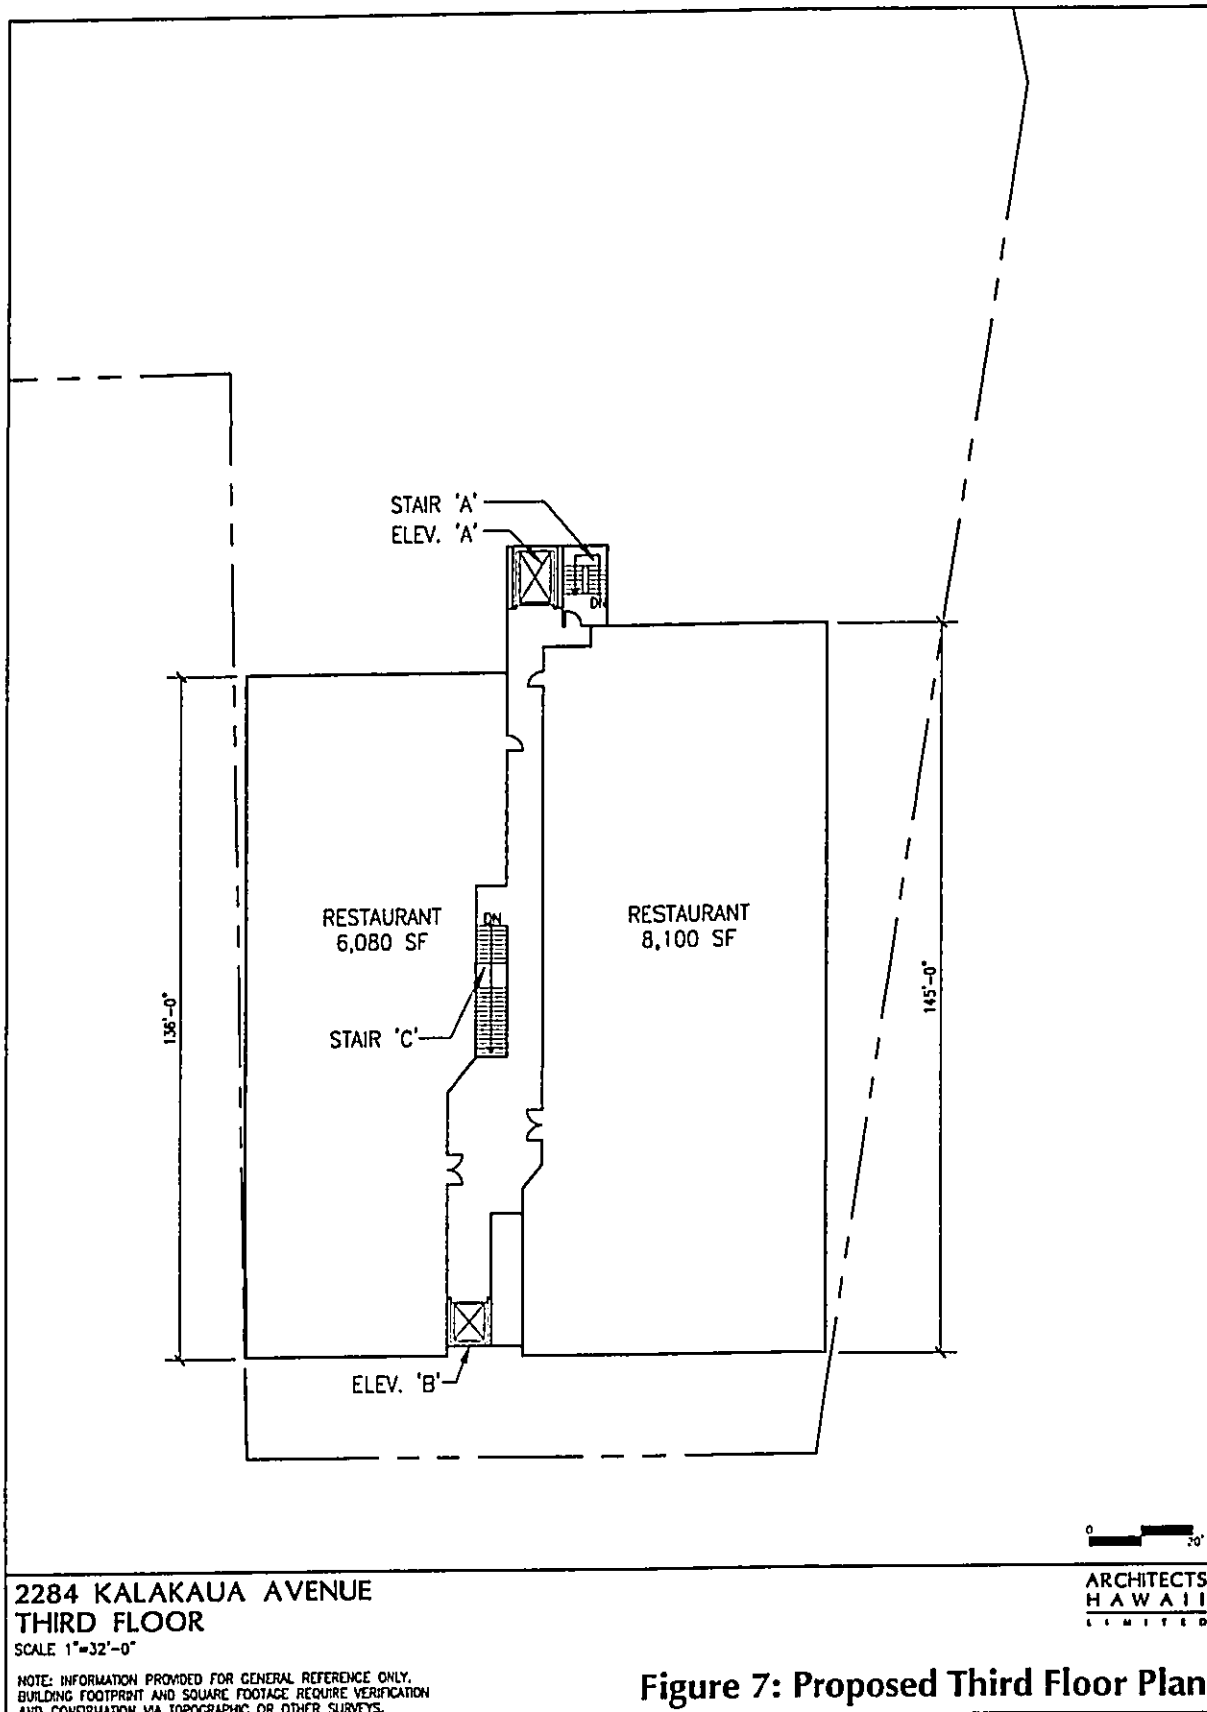 STAIR 'A'
ELEV. 'A'
DN
RESTAURANT
6,080 SF
DN
RESTAURANT
8,100 SF
136'-0"
145'-0"
STAIR 'C'
ELEV. 'B'
0
20'
2284 KALAKAUA AVENUE
THIRD FLOOR
SCALE 1"=32'-0"
NOTE: INFORMATION PROVIDED FOR GENERAL REFERENCE ONLY.
BUILDING FOOTPRINT AND SQUARE FOOTAGE REQUIRE VERIFICATION
AND CONFIRMATION VIA TOPOGRAPHIC OR OTHER SURVEYS.
ARCHITECTS
HAWAII
LIMITED
Figure 7: Proposed Third Floor Plan